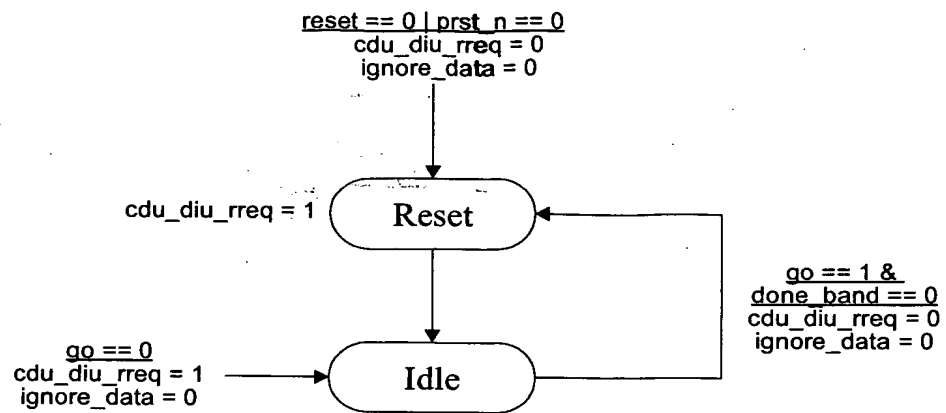 reset == 0 | prst_n == 0
cdu_diu_rreq = 0
ignore_data = 0
cdu_diu_rreq = 1
Reset
go == 1 &
done_band == 0
cdu_diu_rreq = 0
ignore_data = 0
go == 0
cdu_diu_rreq = 1
ignore_data = 0
Idle